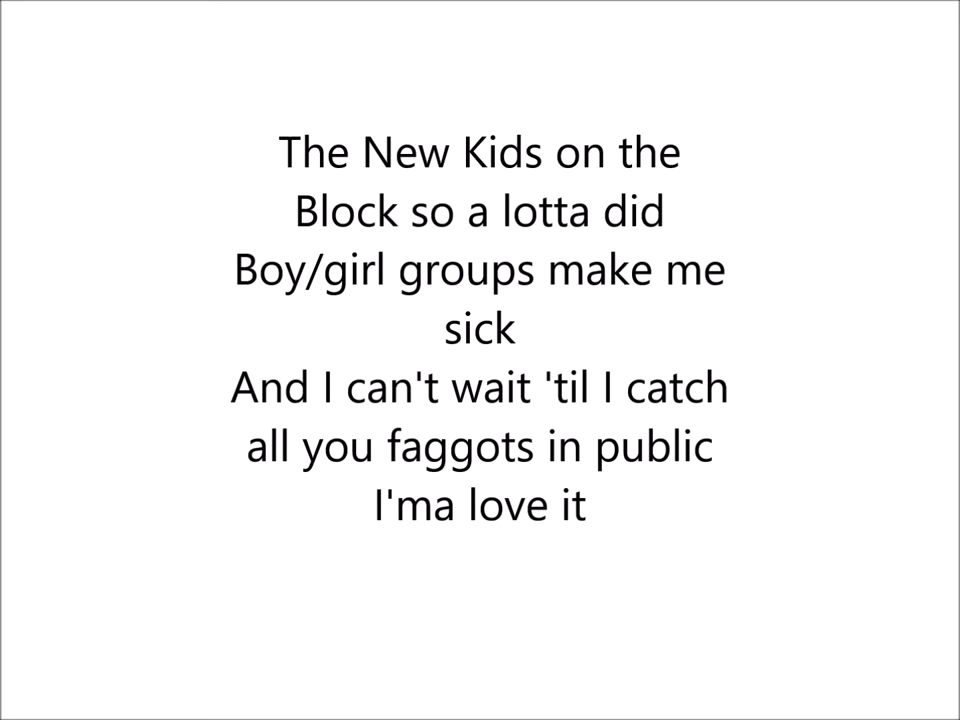 The New Kids on the
Block so a lotta did
Boy/girl groups make me
sick
And I can't wait 'til I catch
all you faggots in public
I'ma love it